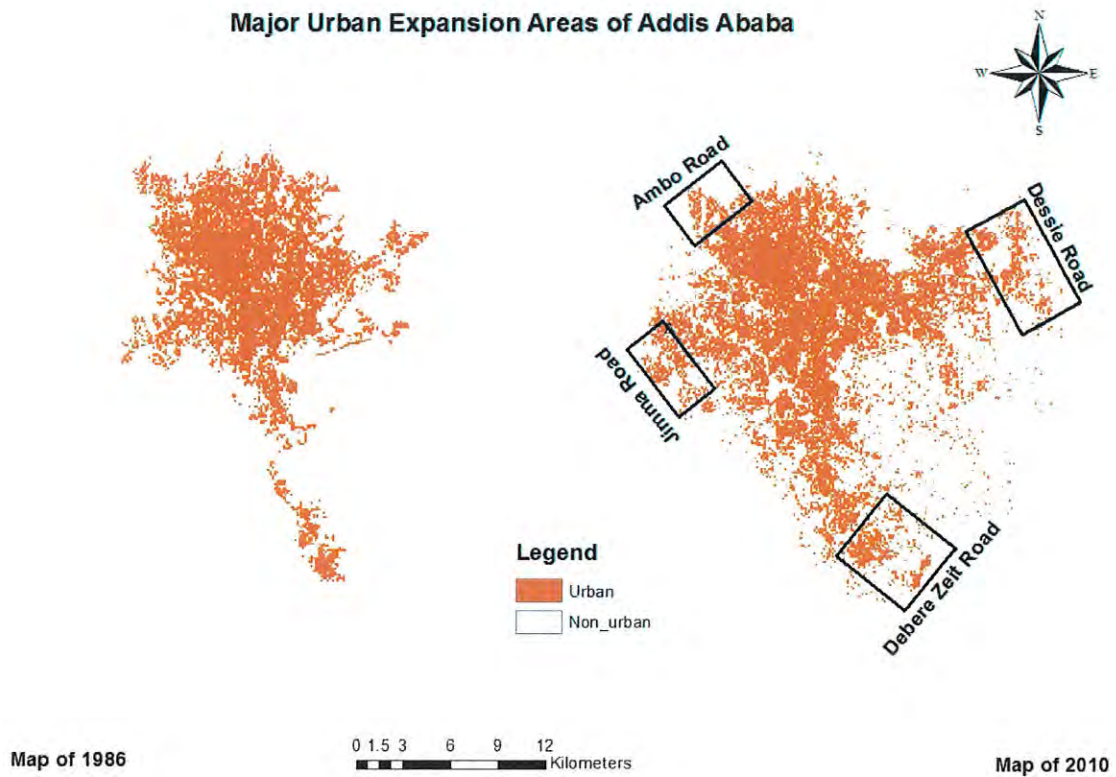 Major Urban Expansion Areas of Addis Ababa
N
W
E
S
Ambo Road
Dessie Road
Jimma Road
Debere Zeit Road
Legend
Urban
Non_urban
0 1.5 3 6 9 12
Kilometers
Map of 1986
Map of 2010